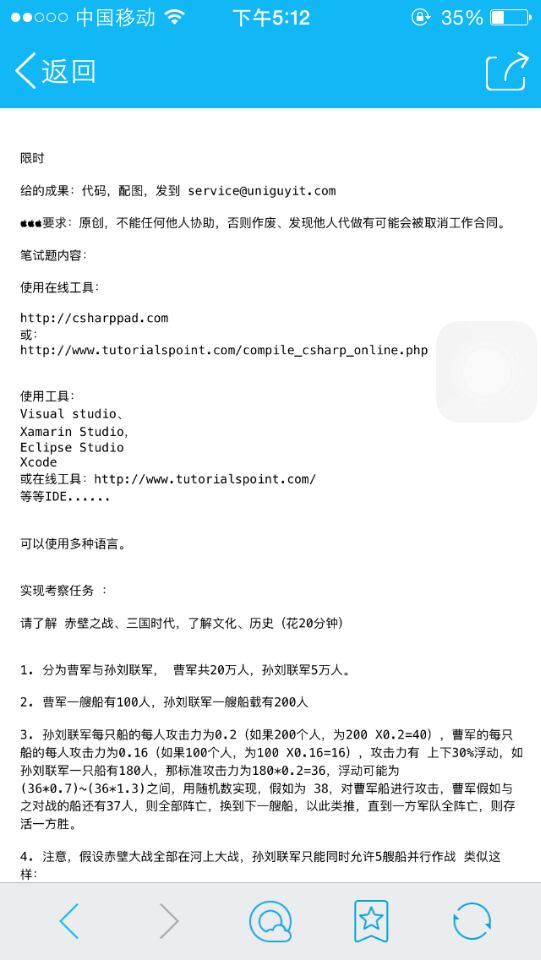 中国移动 下午5:12 35%
返回
限时
给的成果：代码，配图，发到 service@uniguyit.com
要求：原创，不能任何他人协助，否则作废、发现他人代做有可能会被取消工作合同。
笔试题内容：
使用在线工具：
http://csharppad.com
或：
http://www.tutorialspoint.com/compile_csharp_online.php
使用工具：
Visual studio、
Xamarin Studio，
Eclipse Studio
Xcode
或在线工具：http://www.tutorialspoint.com/
等等IDE......
可以使用多种语言。
实现考察任务 ：
请了解 赤壁之战、三国时代，了解文化、历史（花20分钟）
1. 分为曹军与孙刘联军， 曹军共20万人，孙刘联军5万人。
2. 曹军一艘船有100人，孙刘联军一艘船载有200人
3. 孙刘联军每只船的每人攻击力为0.2（如果200个人，为200 X0.2=40），曹军的每只
船的每人攻击力为0.16（如果100个人，为100 X0.16=16），攻击力有 上下30%浮动，如
孙刘联军一只船有180人，那标准攻击力为180*0.2=36，浮动可能为
(36*0.7)~(36*1.3)之间，用随机数实现，假如为 38，对曹军船进行攻击，曹军假如与
之对战的船还有37人，则全部阵亡，换到下一艘船，以此类推，直到一方军队全阵亡，则存
活一方胜。
4. 注意，假设赤壁大战全部在河上大战，孙刘联军只能同时允许5艘船并行作战 类似这
样：